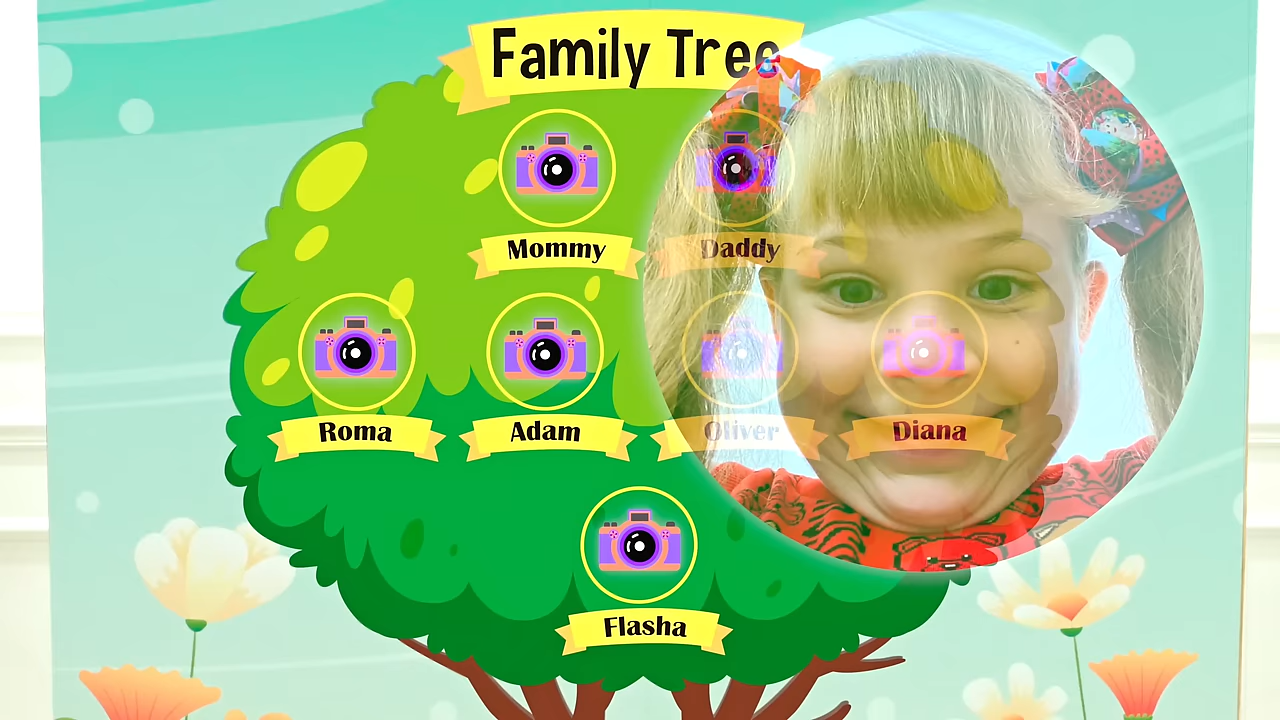 Family Tree
Mommy
Daddy
Roma
Adam
Oliver
Diana
Flasha